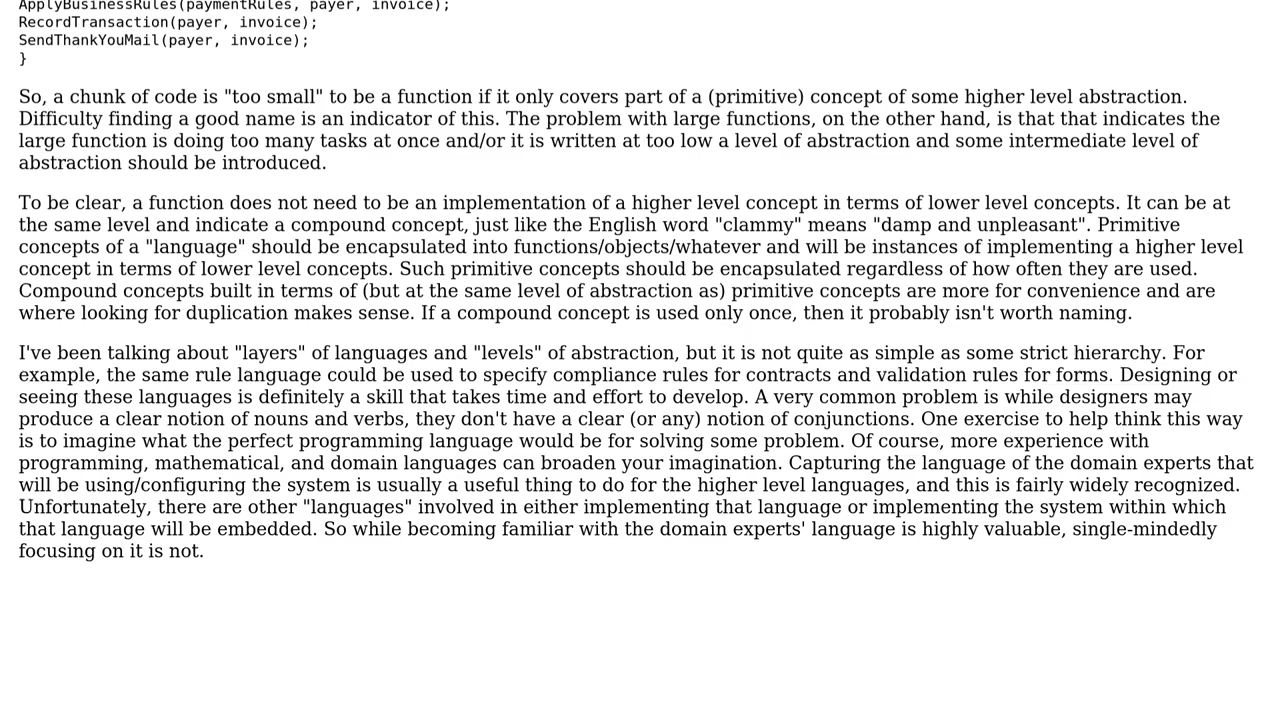 ApplyBusinessRules(paymentRules, payer, invoice);
RecordTransaction(payer, invoice);
SendThankYouMail(payer, invoice);
}
So, a chunk of code is "too small" to be a function if it only covers part of a (primitive) concept of some higher level abstraction.
Difficulty finding a good name is an indicator of this. The problem with large functions, on the other hand, is that that indicates the
large function is doing too many tasks at once and/or it is written at too low a level of abstraction and some intermediate level of
abstraction should be introduced.
To be clear, a function does not need to be an implementation of a higher level concept in terms of lower level concepts. It can be at
the same level and indicate a compound concept, just like the English word "clammy" means "damp and unpleasant". Primitive
concepts of a "language" should be encapsulated into functions/objects/whatever and will be instances of implementing a higher level
concept in terms of lower level concepts. Such primitive concepts should be encapsulated regardless of how often they are used.
Compound concepts built in terms of (but at the same level of abstraction as) primitive concepts are more for convenience and are
where looking for duplication makes sense. If a compound concept is used only once, then it probably isn't worth naming.
I've been talking about "layers" of languages and "levels" of abstraction, but it is not quite as simple as some strict hierarchy. For
example, the same rule language could be used to specify compliance rules for contracts and validation rules for forms. Designing or
seeing these languages is definitely a skill that takes time and effort to develop. A very common problem is while designers may
produce a clear notion of nouns and verbs, they don't have a clear (or any) notion of conjunctions. One exercise to help think this way
is to imagine what the perfect programming language would be for solving some problem. Of course, more experience with
programming, mathematical, and domain languages can broaden your imagination. Capturing the language of the domain experts that
will be using/configuring the system is usually a useful thing to do for the higher level languages, and this is fairly widely recognized.
Unfortunately, there are other "languages" involved in either implementing that language or implementing the system within which
that language will be embedded. So while becoming familiar with the domain experts' language is highly valuable, single-mindedly
focusing on it is not.